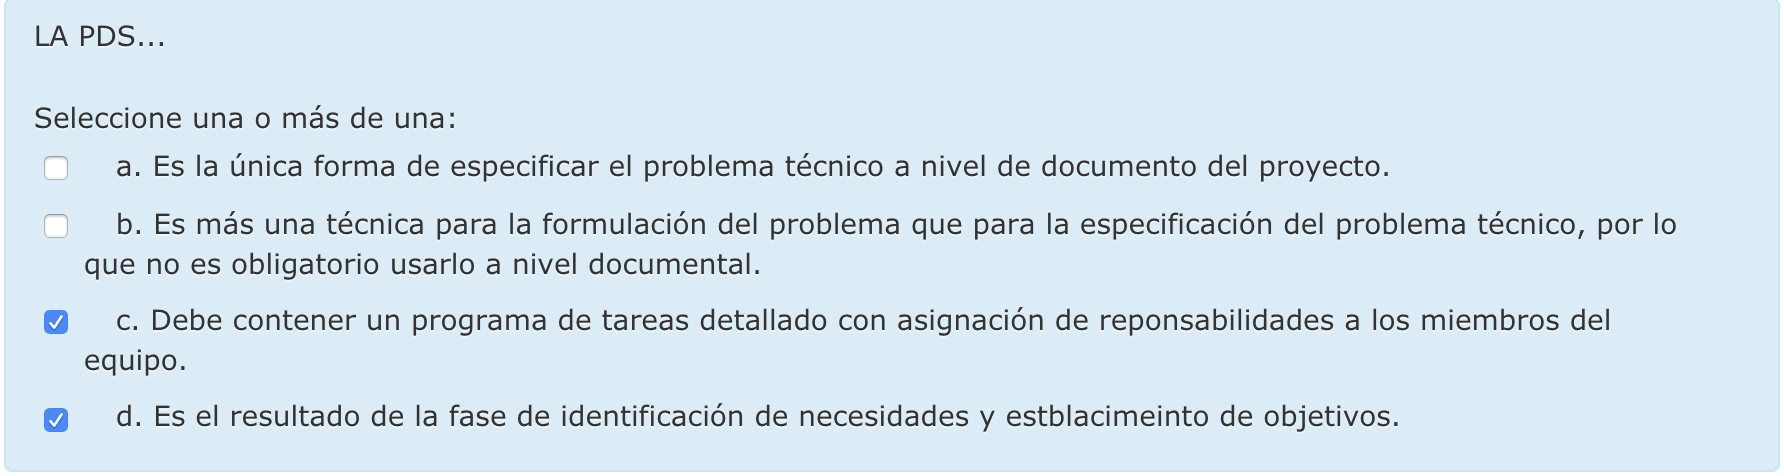 LA PDS...
Seleccione una o más de una:
a. Es la única forma de especificar el problema técnico a nivel de documento del proyecto.
b. Es más una técnica para la formulación del problema que para la especificación del problema técnico, por lo
que no es obligatorio usarlo a nivel documental.
c. Debe contener un programa de tareas detallado con asignación de reponsabilidades a los miembros del
equipo.
d. Es el resultado de la fase de identificación de necesidades y estblacimeinto de objetivos.